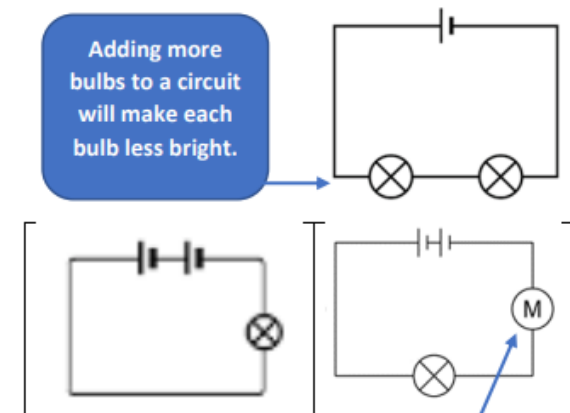 Adding more
bulbs to a circuit
will make each
bulb less bright.
M